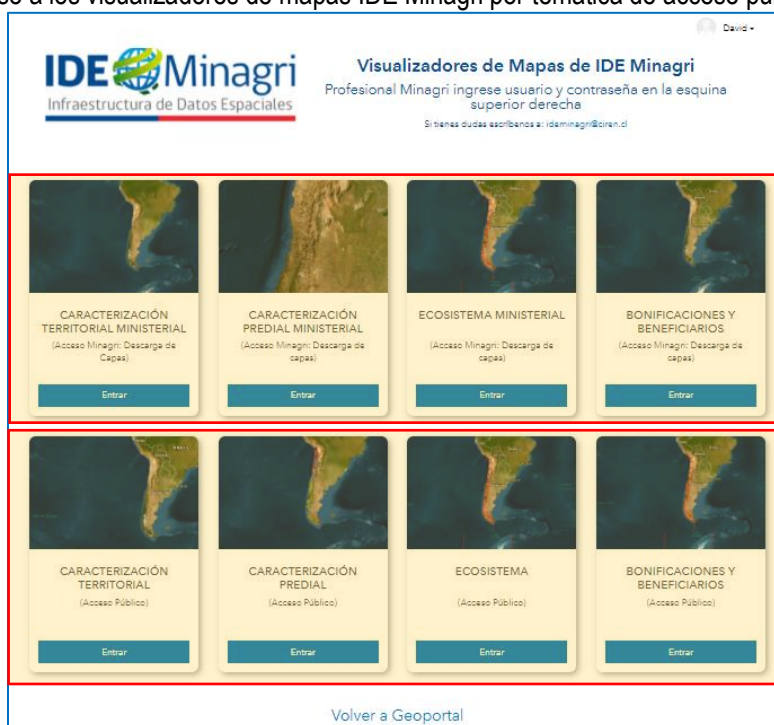 a los visualizadores de mapas IDE Minagri por temática de acceso
David
IDE Minagri
Infraestructura de Datos Espaciales
Visualizadores de Mapas de IDE Minagri
Profesional Minagri ingrese usuario y contraseña en la esquina
superior derecha
Si tienes dudas escríbenos a: ideminagri@ciren.cl
CARACTERIZACIÓN
TERRITORIAL MINISTERIAL
(Acceso Minagri: Descarga de
Capas)
Entrar
CARACTERIZACIÓN
PREDIAL MINISTERIAL
(Acceso Minagri: Descarga de
capas)
Entrar
ECOSISTEMA MINISTERIAL
(Acceso Minagri: Descarga de
capas)
Entrar
BONIFICACIONES Y
BENEFICIARIOS
(Acceso Minagri: Descarga de
capas)
Entrar
CARACTERIZACIÓN
TERRITORIAL
(Acceso Público)
Entrar
CARACTERIZACIÓN
PREDIAL
(Acceso Público)
Entrar
ECOSISTEMA
(Acceso Público)
Entrar
BONIFICACIONES Y
BENEFICIARIOS
(Acceso Público)
Entrar
Volver a Geoportal